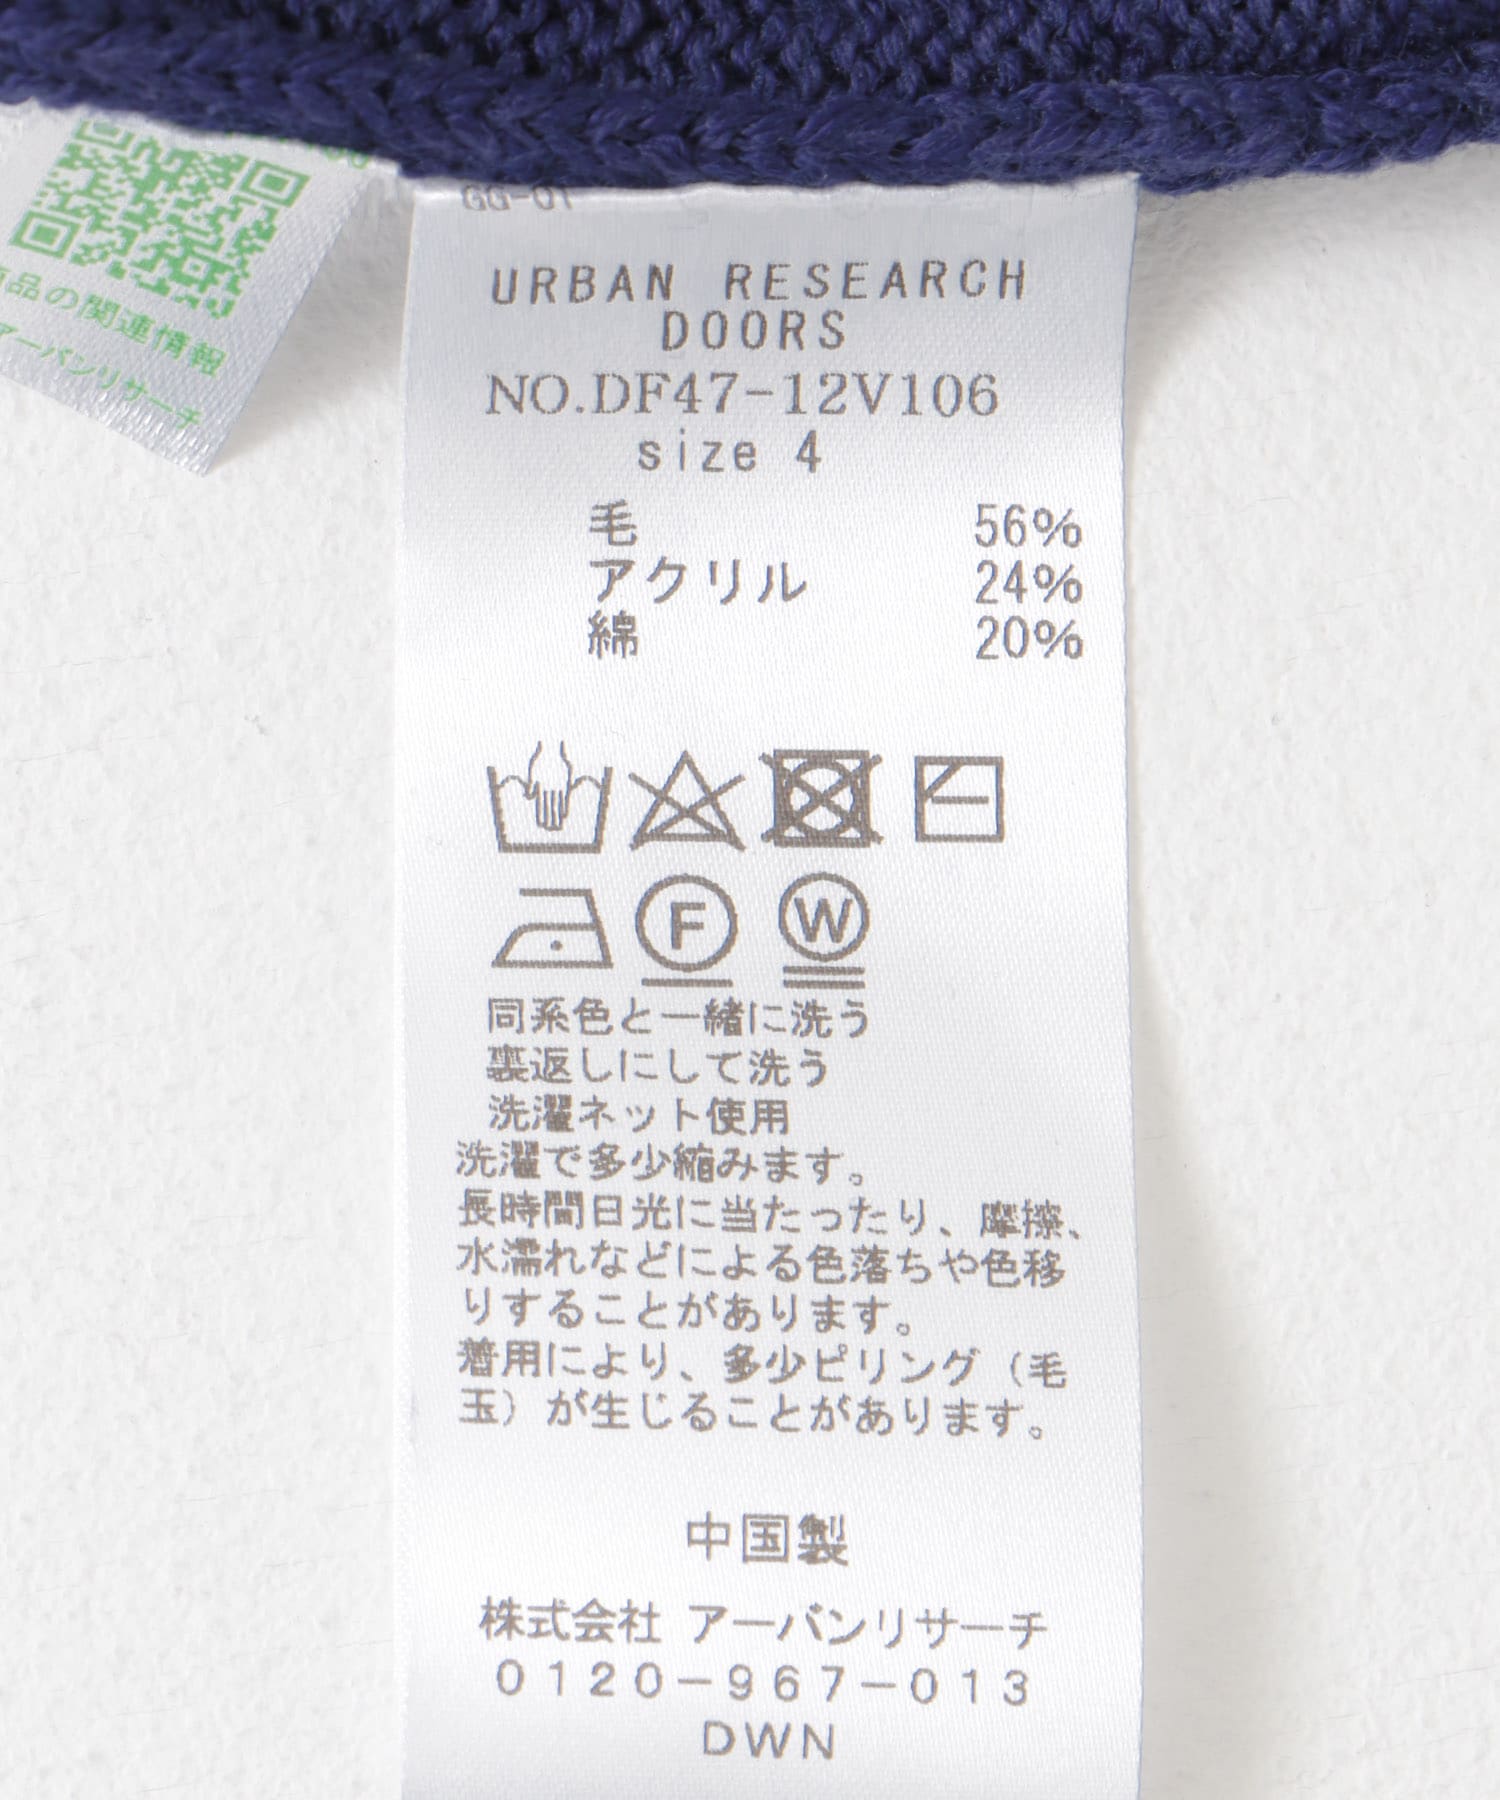 GG-01
URBAN RESEARCH
DOORS
NO.DF47-12V106
size 4
毛 56%
アクリル 24%
綿 20%
F
W
同系色と一緒に洗う
裏返しにして洗う
洗濯ネット使用
洗濯で多少縮みます。
長時間日光に当たったり、摩擦、
水濡れなどによる色落ちや色移
りすることがあります。
着用により、多少ピリング(毛
玉)が生じることがあります。
中国製
株式会社 アーバンリサーチ
0120-967-013
DWN
品の関連情報
アーバンリサーチ